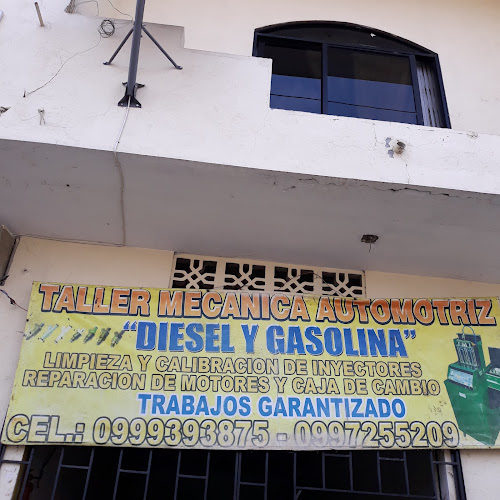 TALLER MECANICA AUTOMOTRIZ
"DIESEL Y GASOLINA"
LIMPIEZA Y CALIBRACION DE INYECTORES
REPARACION DE MOTORES Y CAJA DE CAMBIO
TRABAJOS GARANTIZADO
CEL.: 0999393875 - 0997255209